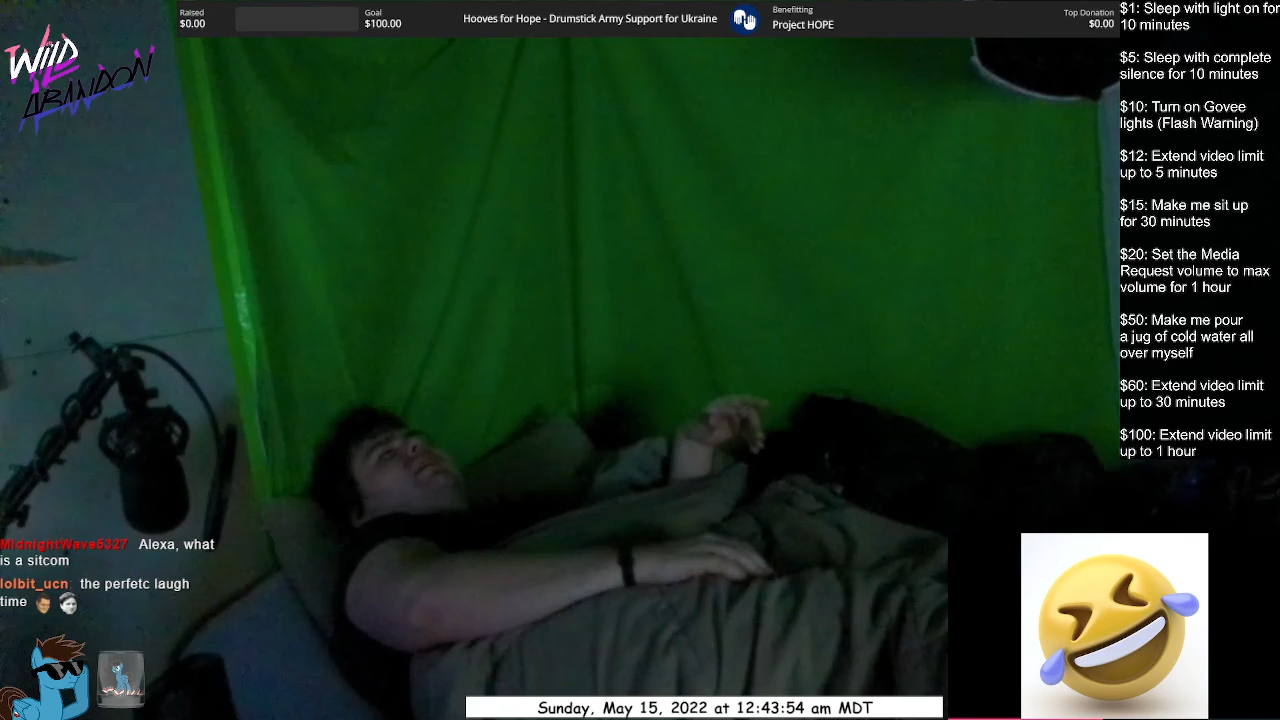 Raised
$0.00
Goal
$100.00
Hooves for Hope - Drumstick Army Support for Ukraine
Benefitting
Project HOPE
Top Donation
$0.00
WILD
ABANDON
$1: Sleep with light on for
10 minutes
$5: Sleep with complete
silence for 10 minutes
$10: Turn on Govee
lights (Flash Warning)
$12: Extend video limit
up to 5 minutes
$15: Make me sit up
for 30 minutes
$20: Set the Media
Request volume to max
volume for 1 hour
$50: Make me pour
a jug of cold water all
over myself
$60: Extend video limit
up to 30 minutes
$100: Extend video limit
up to 1 hour
MidnightWave5327 Alexa, what
is a sitcom
lolbit_ucn: the perfetc laugh
time
Sunday, May 15, 2022 at 12:43:54 am MDT